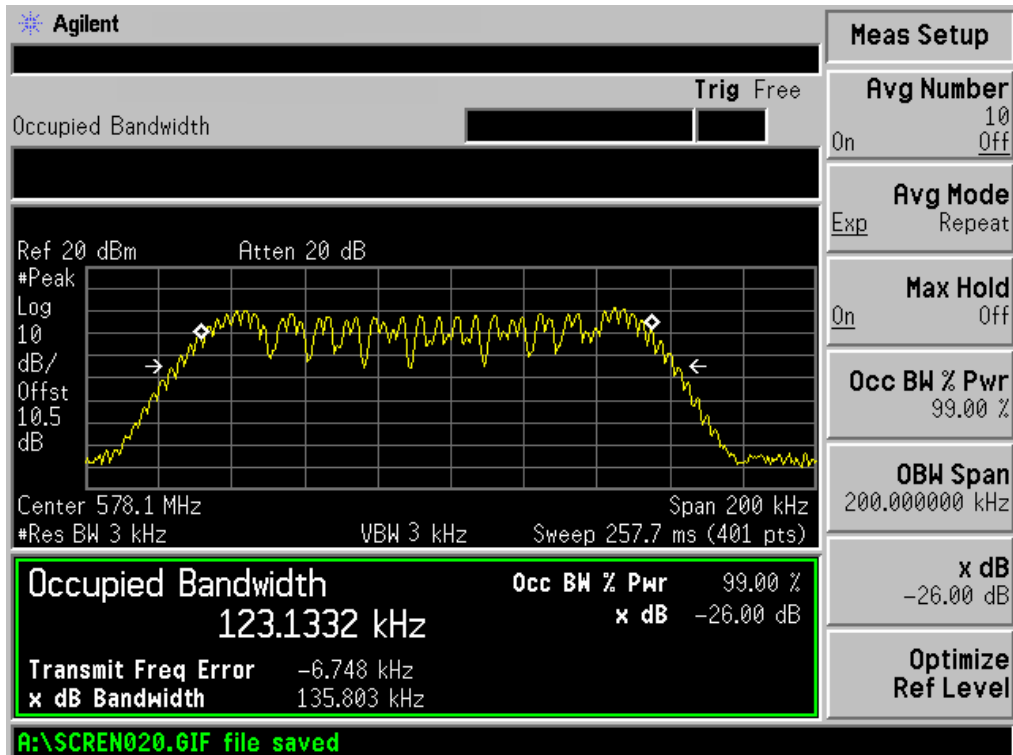 Agilent
Meas Setup
Trig Free
Occupied Bandwidth
Avg Number
10
On Off
Avg Mode
Exp Repeat
Max Hold
On Off
Occ BW % Pwr
99.00 %
OBW Span
200.000000 kHz
x dB
-26.00 dB
Optimize
Ref Level
Ref 20 dBm Atten 20 dB
#Peak
Log
10
dB/
Offst
10.5
dB
Center 578.1 MHz Span 200 kHz
#Res BW 3 kHz VBW 3 kHz Sweep 257.7 ms (401 pts)
Occupied Bandwidth
123.1332 kHz
Occ BW % Pwr 99.00 %
x dB -26.00 dB
Transmit Freq Error -6.748 kHz
x dB Bandwidth 135.803 kHz
A:\SCREN020.GIF file saved